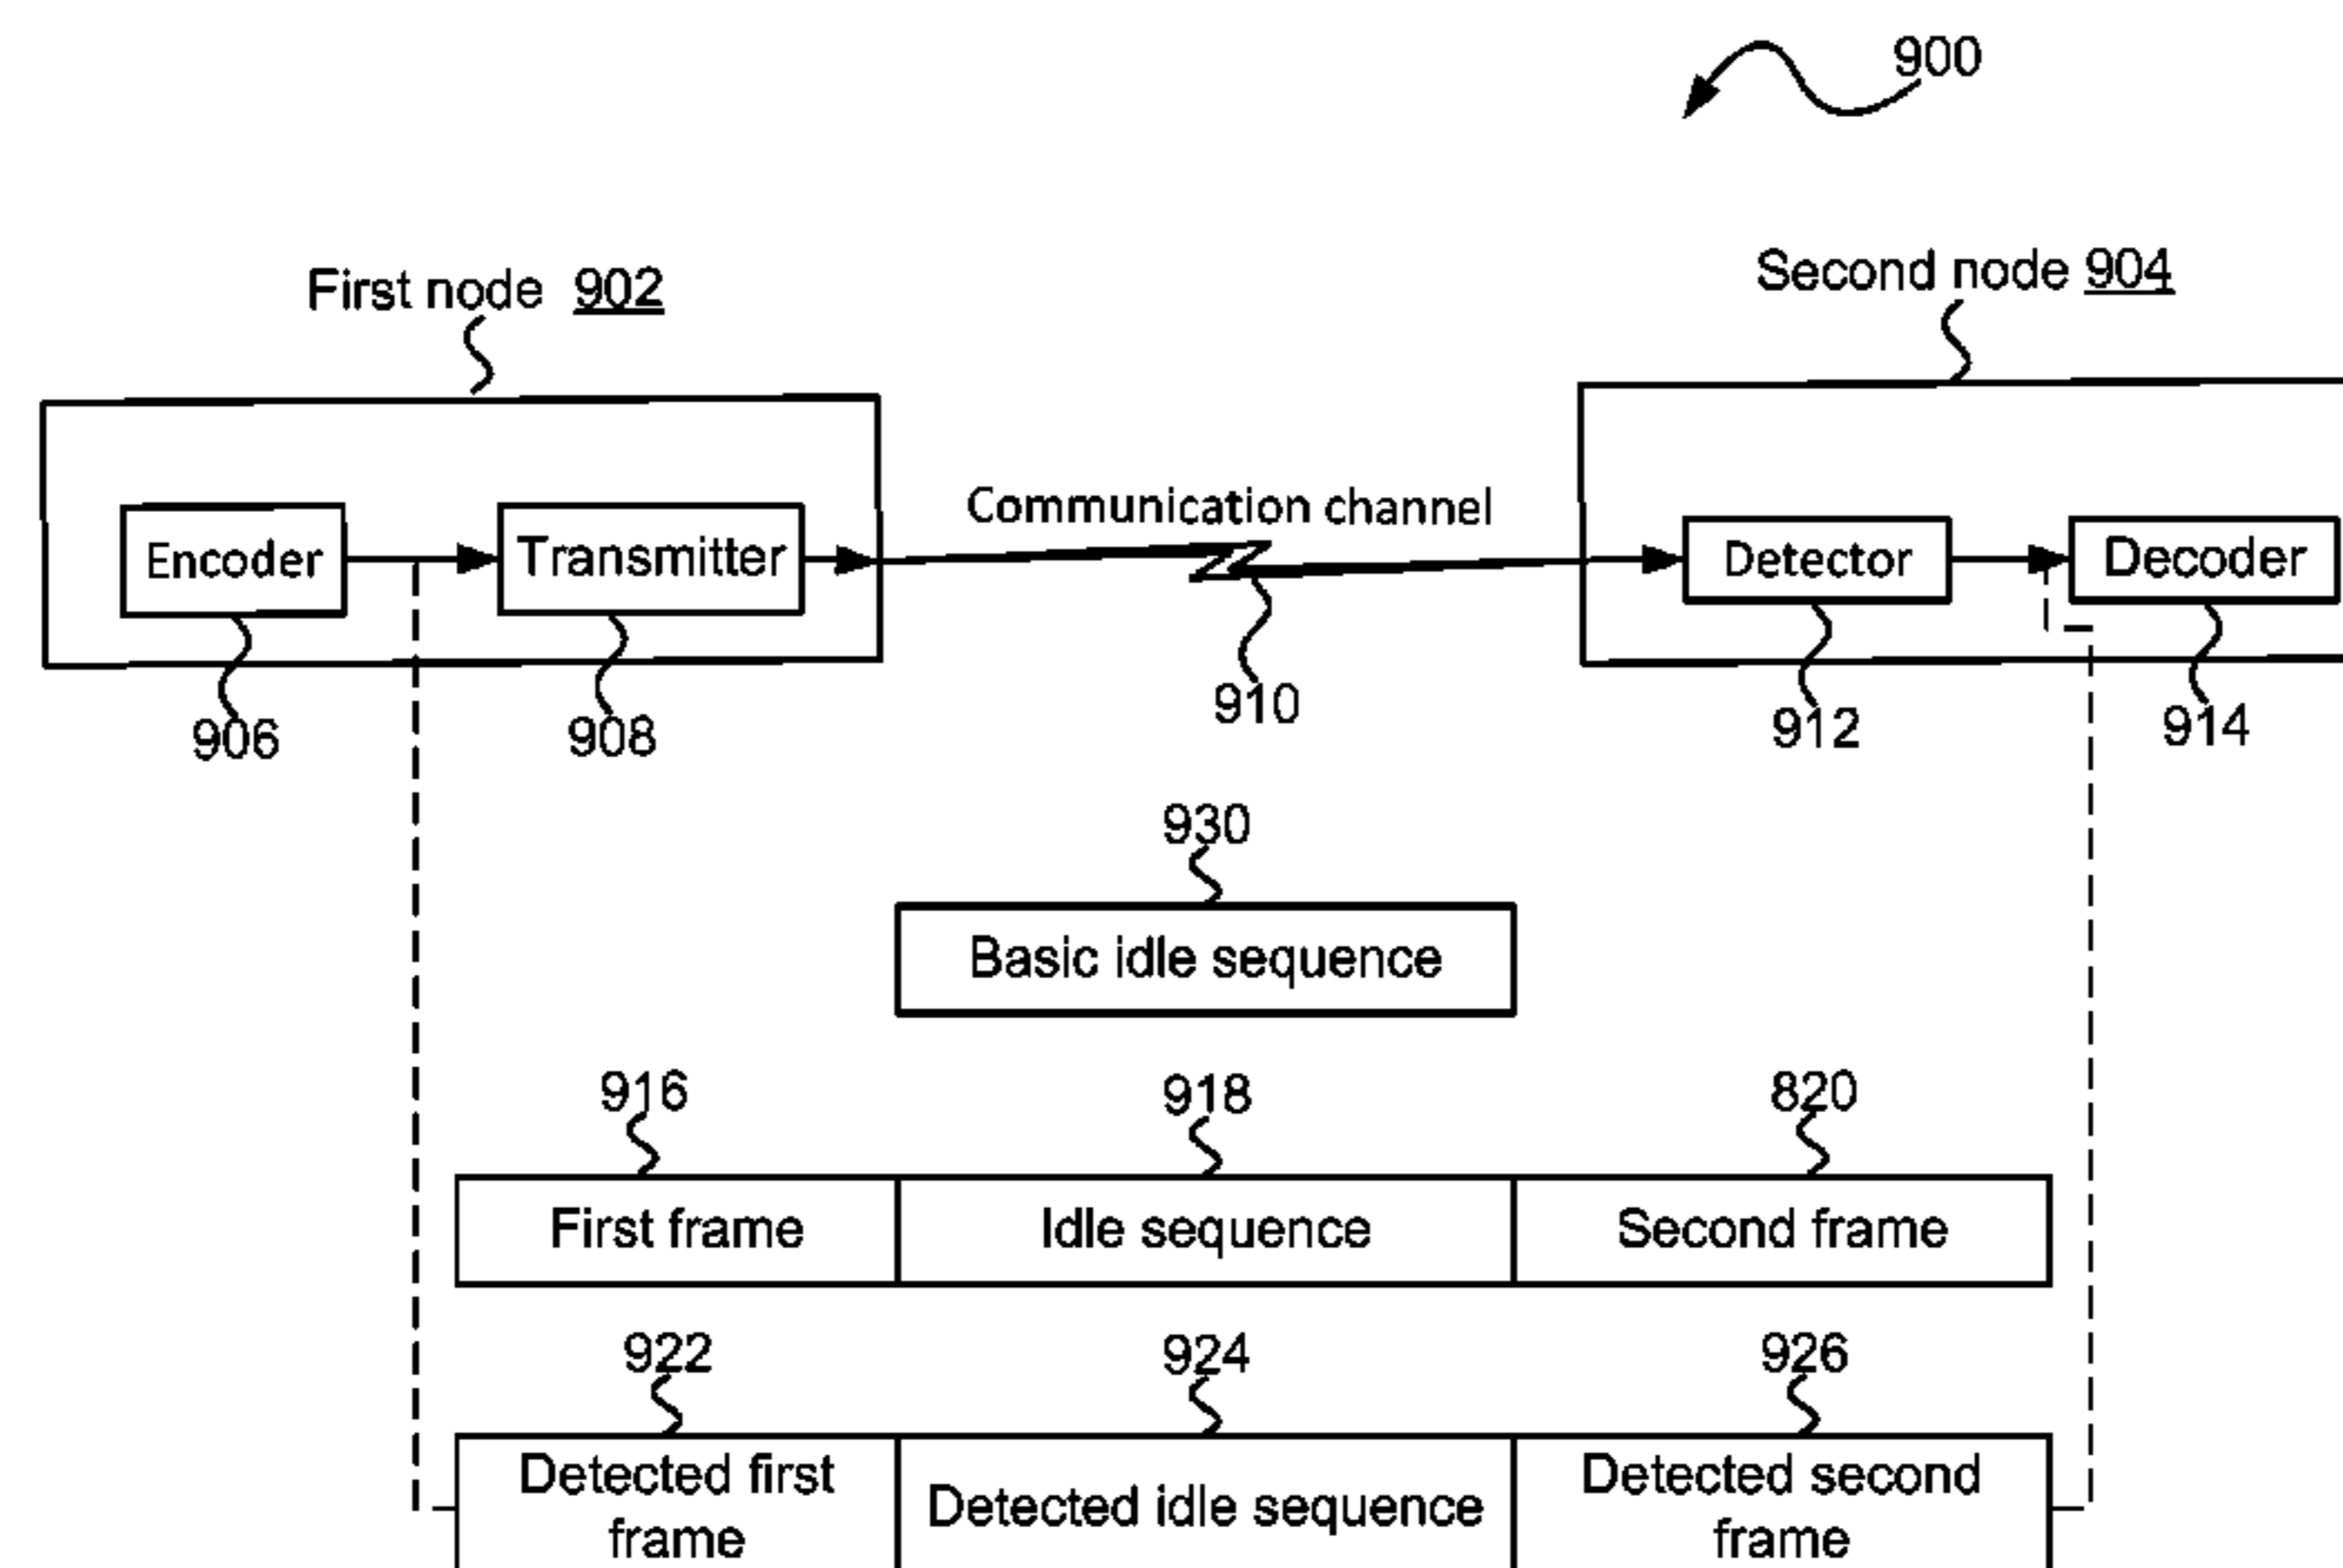 900
First node 902
Second node 904
Communication channel
Encoder
Transmitter
Detector
Decoder
906
908
910
912
914
930
Basic idle sequence
916
918
820
First frame
Idle sequence
Second frame
922
924
926
Detected first
frame
Detected idle sequence
Detected second
frame